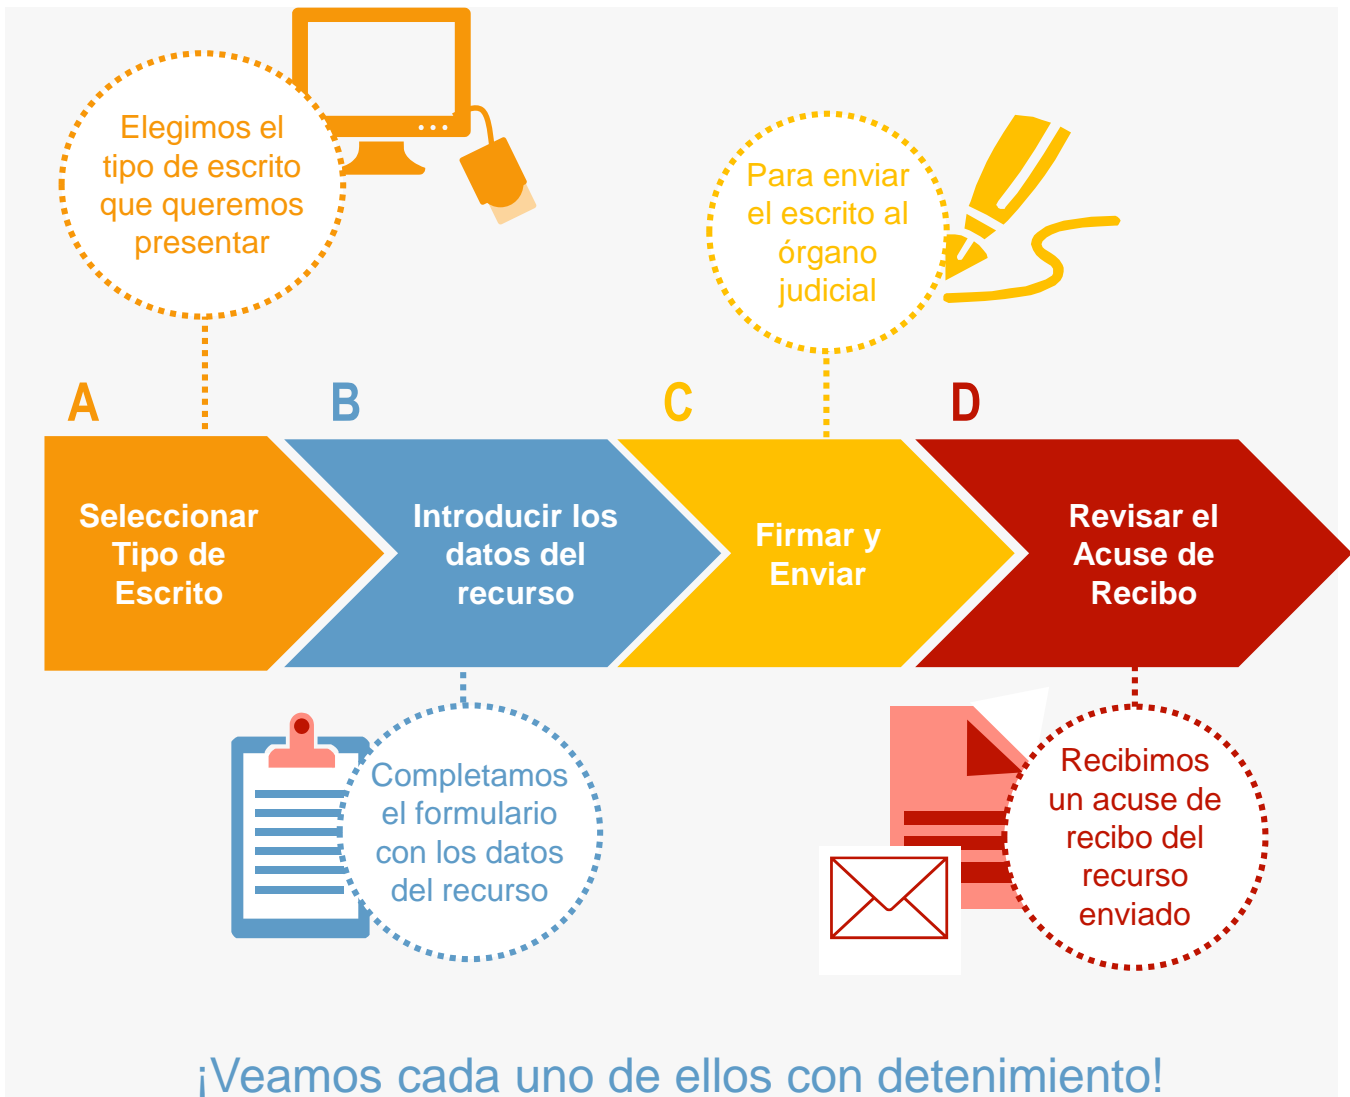 Elegimos el
tipo de escrito
que queremos
presentar
Para enviar
el escrito al
órgano
judicial
A
B
C
D
Seleccionar
Tipo de
Escrito
Introducir los
datos del
recurso
Firmar y
Enviar
Revisar el
Acuse de
Recibo
Completamos
el formulario
con los datos
del recurso
Recibimos
un acuse de
recibo del
recurso
enviado
¡Veamos cada uno de ellos con detenimiento!